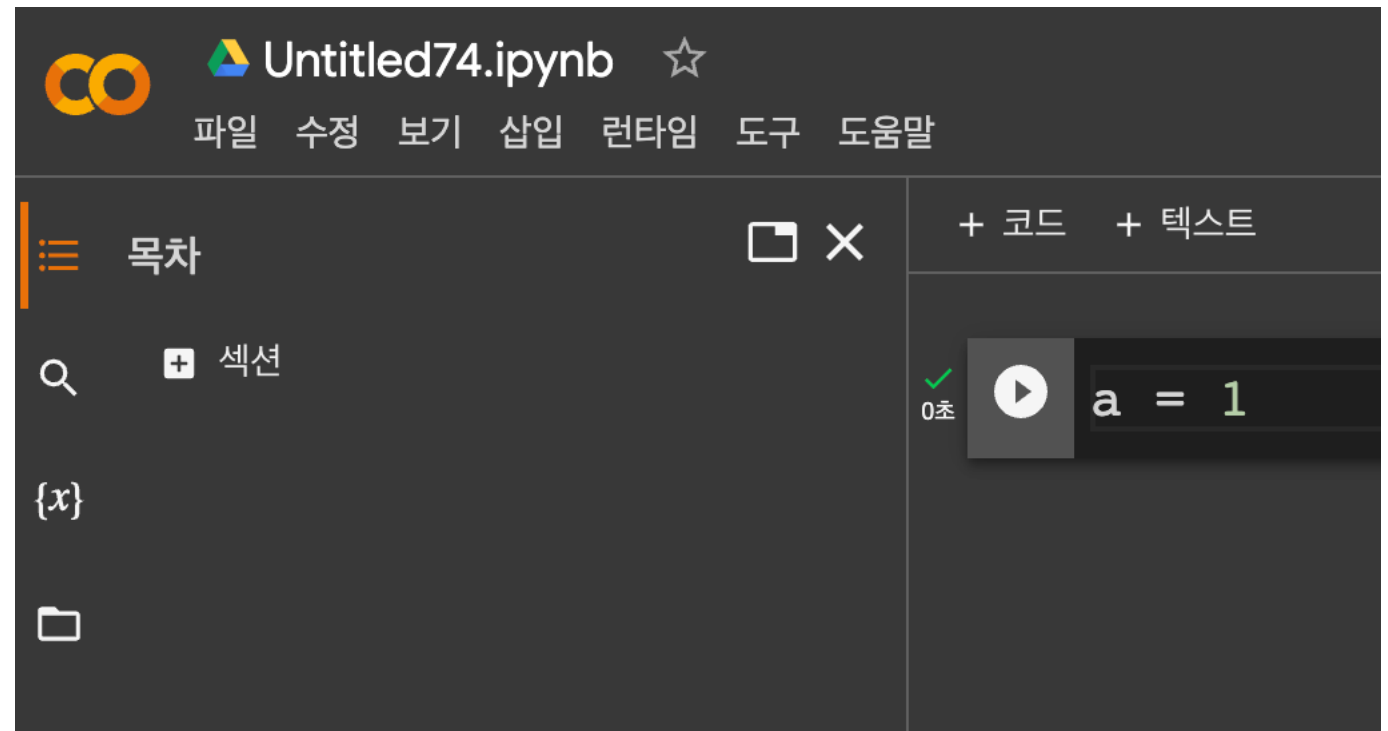 Untitled74.ipynb
파일 수정 보기 삽입 런타임 도구 도움말
목차
+ 코드 + 텍스트
섹션
0초
a = 1
{x}